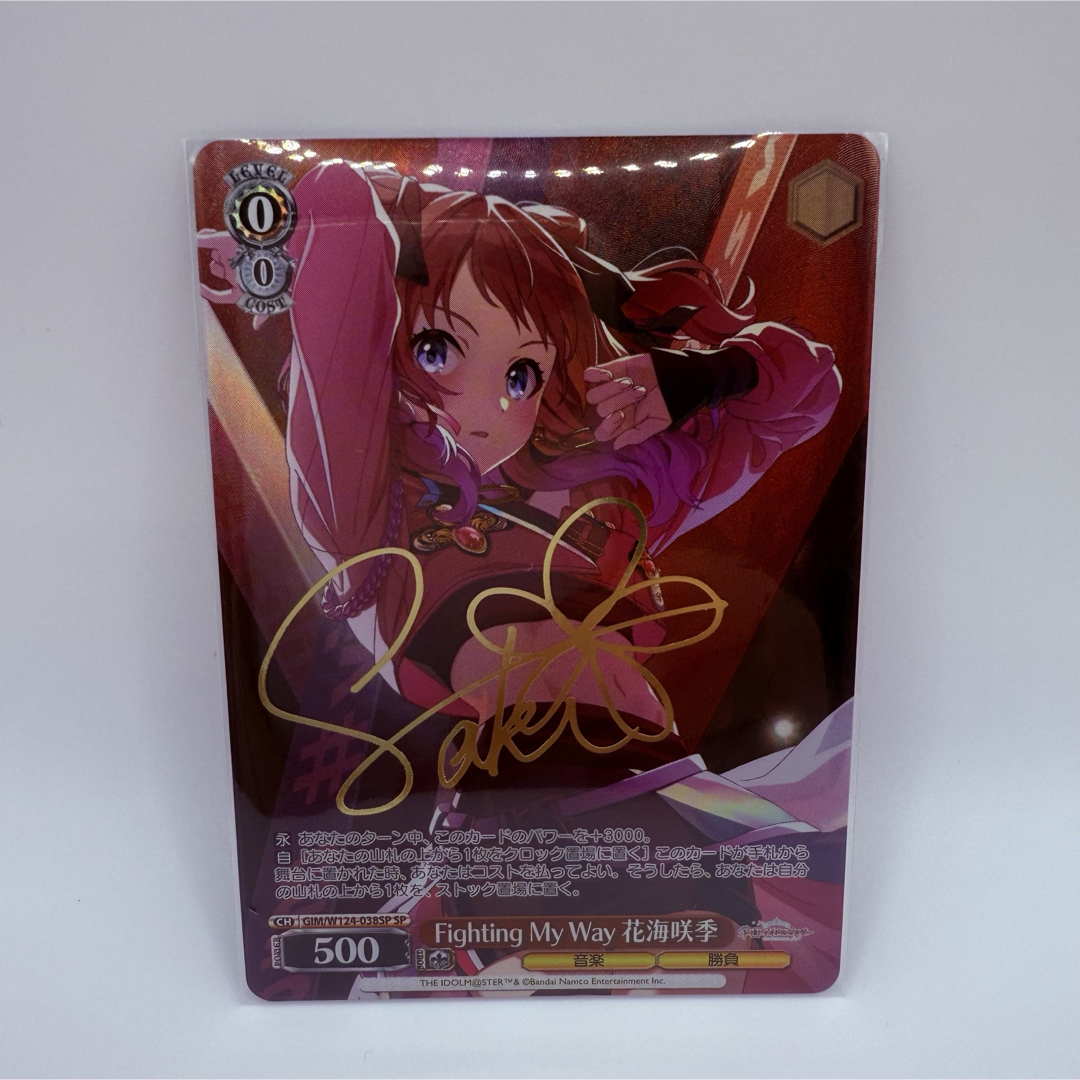 LEVEL
0
0
COST
Saki
永 あなたのターン中、このカードのパワーを+3000。
自 [あなたの山札の上から1枚をクロック置場に置く] このカードが手札から
舞台に置かれた時、あなたはコストを払ってよい。そうしたら、あなたは自分
の山札の上から1枚を、ストック置場に置く。
CH GIM/W124-038SP SP
POWER 500
Fighting My Way 花海咲季
音楽 勝負
THE IDOLM@STER™& ©Bandai Namco Entertainment Inc.